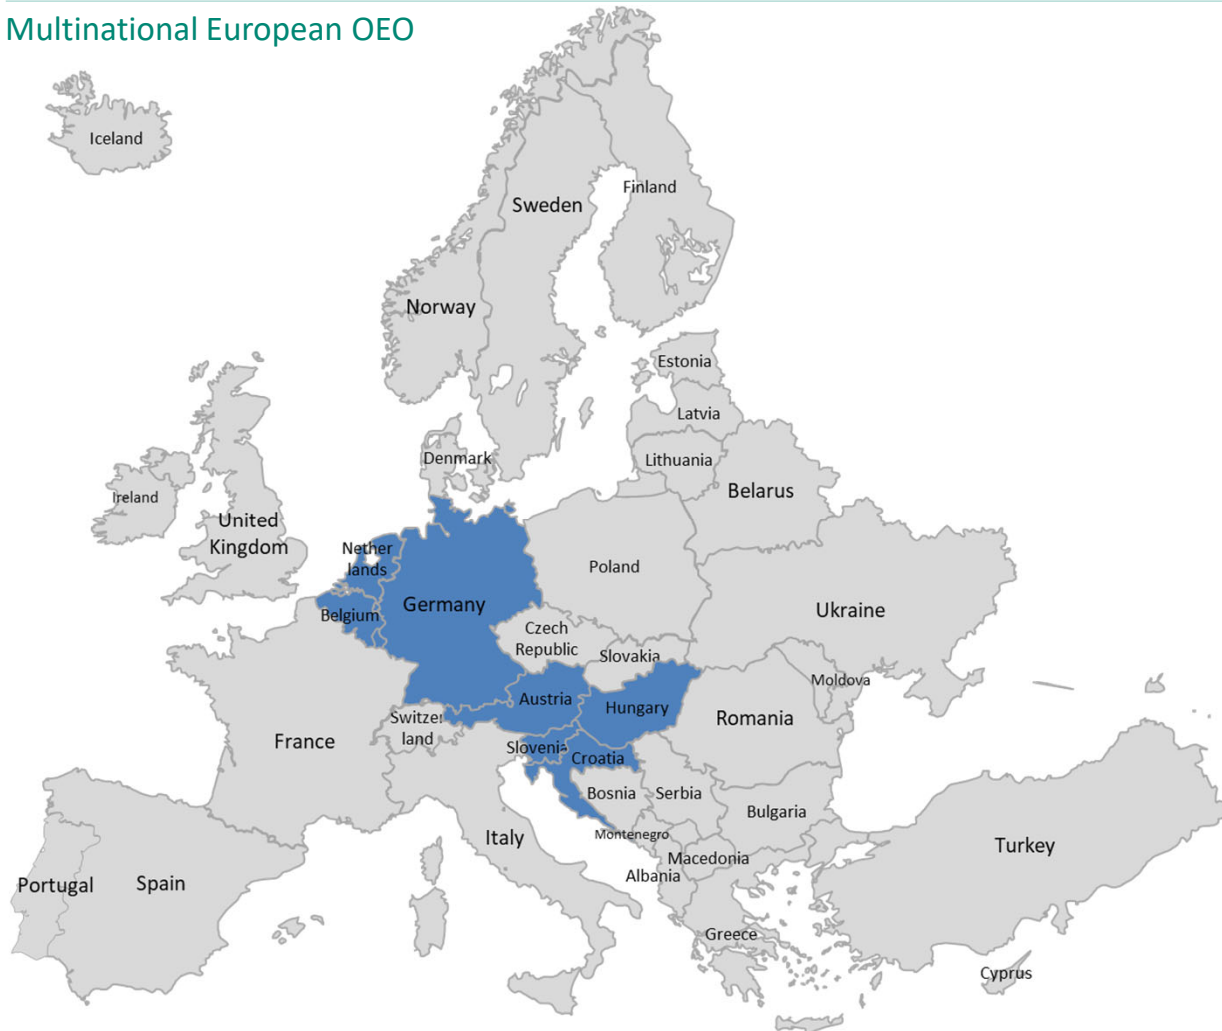 Multinational European OEO
Iceland
Finland
Sweden
Norway
Estonia
Latvia
Denmark
Lithuania
Belarus
Ireland
United
Kingdom
Nether
lands
Poland
Germany
Ukraine
Belgium
Czech
Republic
Slovakia
Moldova
Austria
Hungary
Switzer
land
Romania
France
Slovenia
Croatia
Bosnia
Serbia
Bulgaria
Montenegro
Italy
Turkey
Macedonia
Albania
Portugal
Spain
Greece
Cyprus